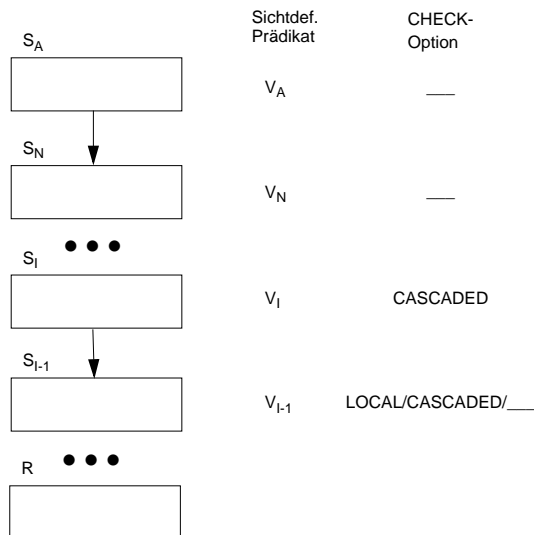 Sichtdef. CHECK-
Prädikat Option
S_A
V_A ___
S_N
V_N ___
S_I
V_I CASCADED
S_I-1
V_I-1 LOCAL/CASCADED/___
R